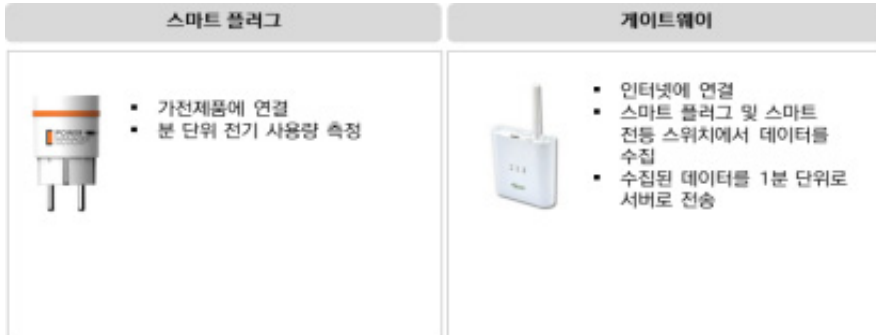 스마트 플러그
게이트웨이
▪ 가전제품에 연결
▪ 분 단위 전기 사용량 측정
▪ 인터넷에 연결
▪ 스마트 플러그 및 스마트
전등 스위치에서 데이터를
수집
▪ 수집된 데이터를 1분 단위로
서버로 전송
POWER